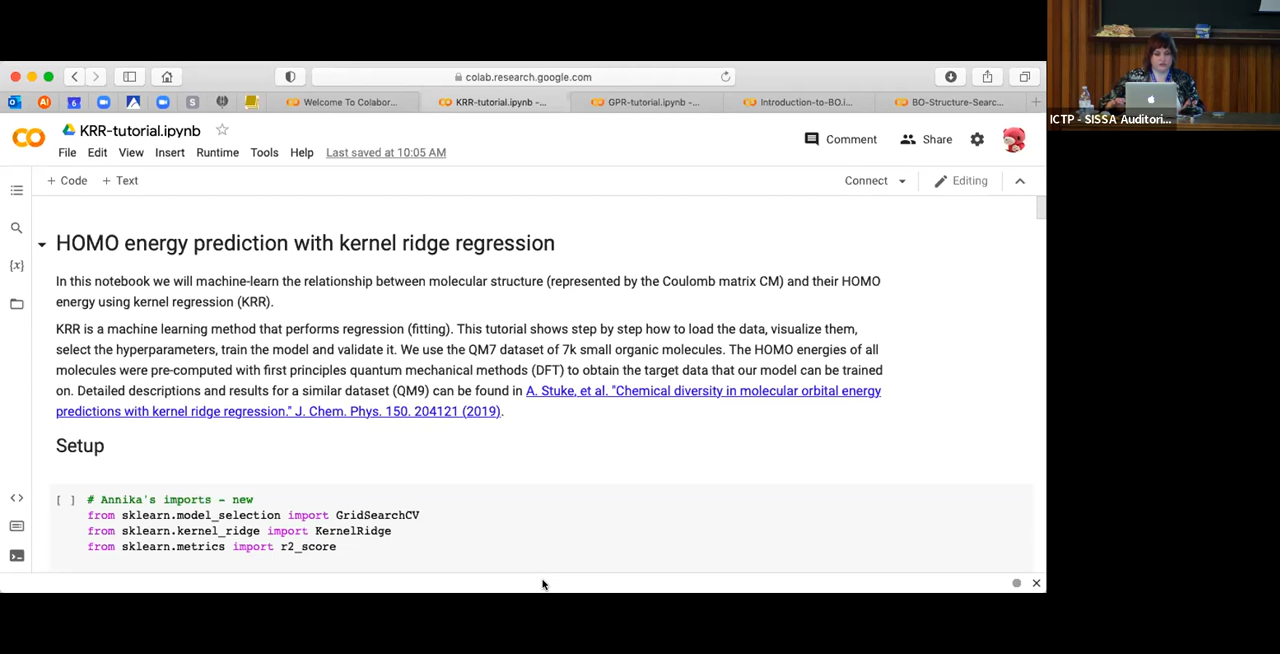 colab.research.google.com
6
S
Welcome To Colabor...
KRR-tutorial.ipynb -...
GPR-tutorial.ipynb -...
Introduction-to-BO.i...
BO-Structure-Searc...
KRR-tutorial.ipynb
Comment
Share
File Edit View Insert Runtime Tools Help Last saved at 10:05 AM
+ Code + Text
Connect
Editing
HOMO energy prediction with kernel ridge regression
In this notebook we will machine-learn the relationship between molecular structure (represented by the Coulomb matrix CM) and their HOMO
energy using kernel regression (KRR).
KRR is a machine learning method that performs regression (fitting). This tutorial shows step by step how to load the data, visualize them,
select the hyperparameters, train the model and validate it. We use the QM7 dataset of 7k small organic molecules. The HOMO energies of all
molecules were pre-computed with first principles quantum mechanical methods (DFT) to obtain the target data that our model can be trained
on. Detailed descriptions and results for a similar dataset (QM9) can be found in A. Stuke, et al. "Chemical diversity in molecular orbital energy
predictions with kernel ridge regression." J. Chem. Phys. 150. 204121 (2019).
Setup
[ ] # Annika's imports - new
from sklearn.model_selection import GridSearchCV
from sklearn.kernel_ridge import KernelRidge
from sklearn.metrics import r2_score
ICTP - SISSA Auditori...